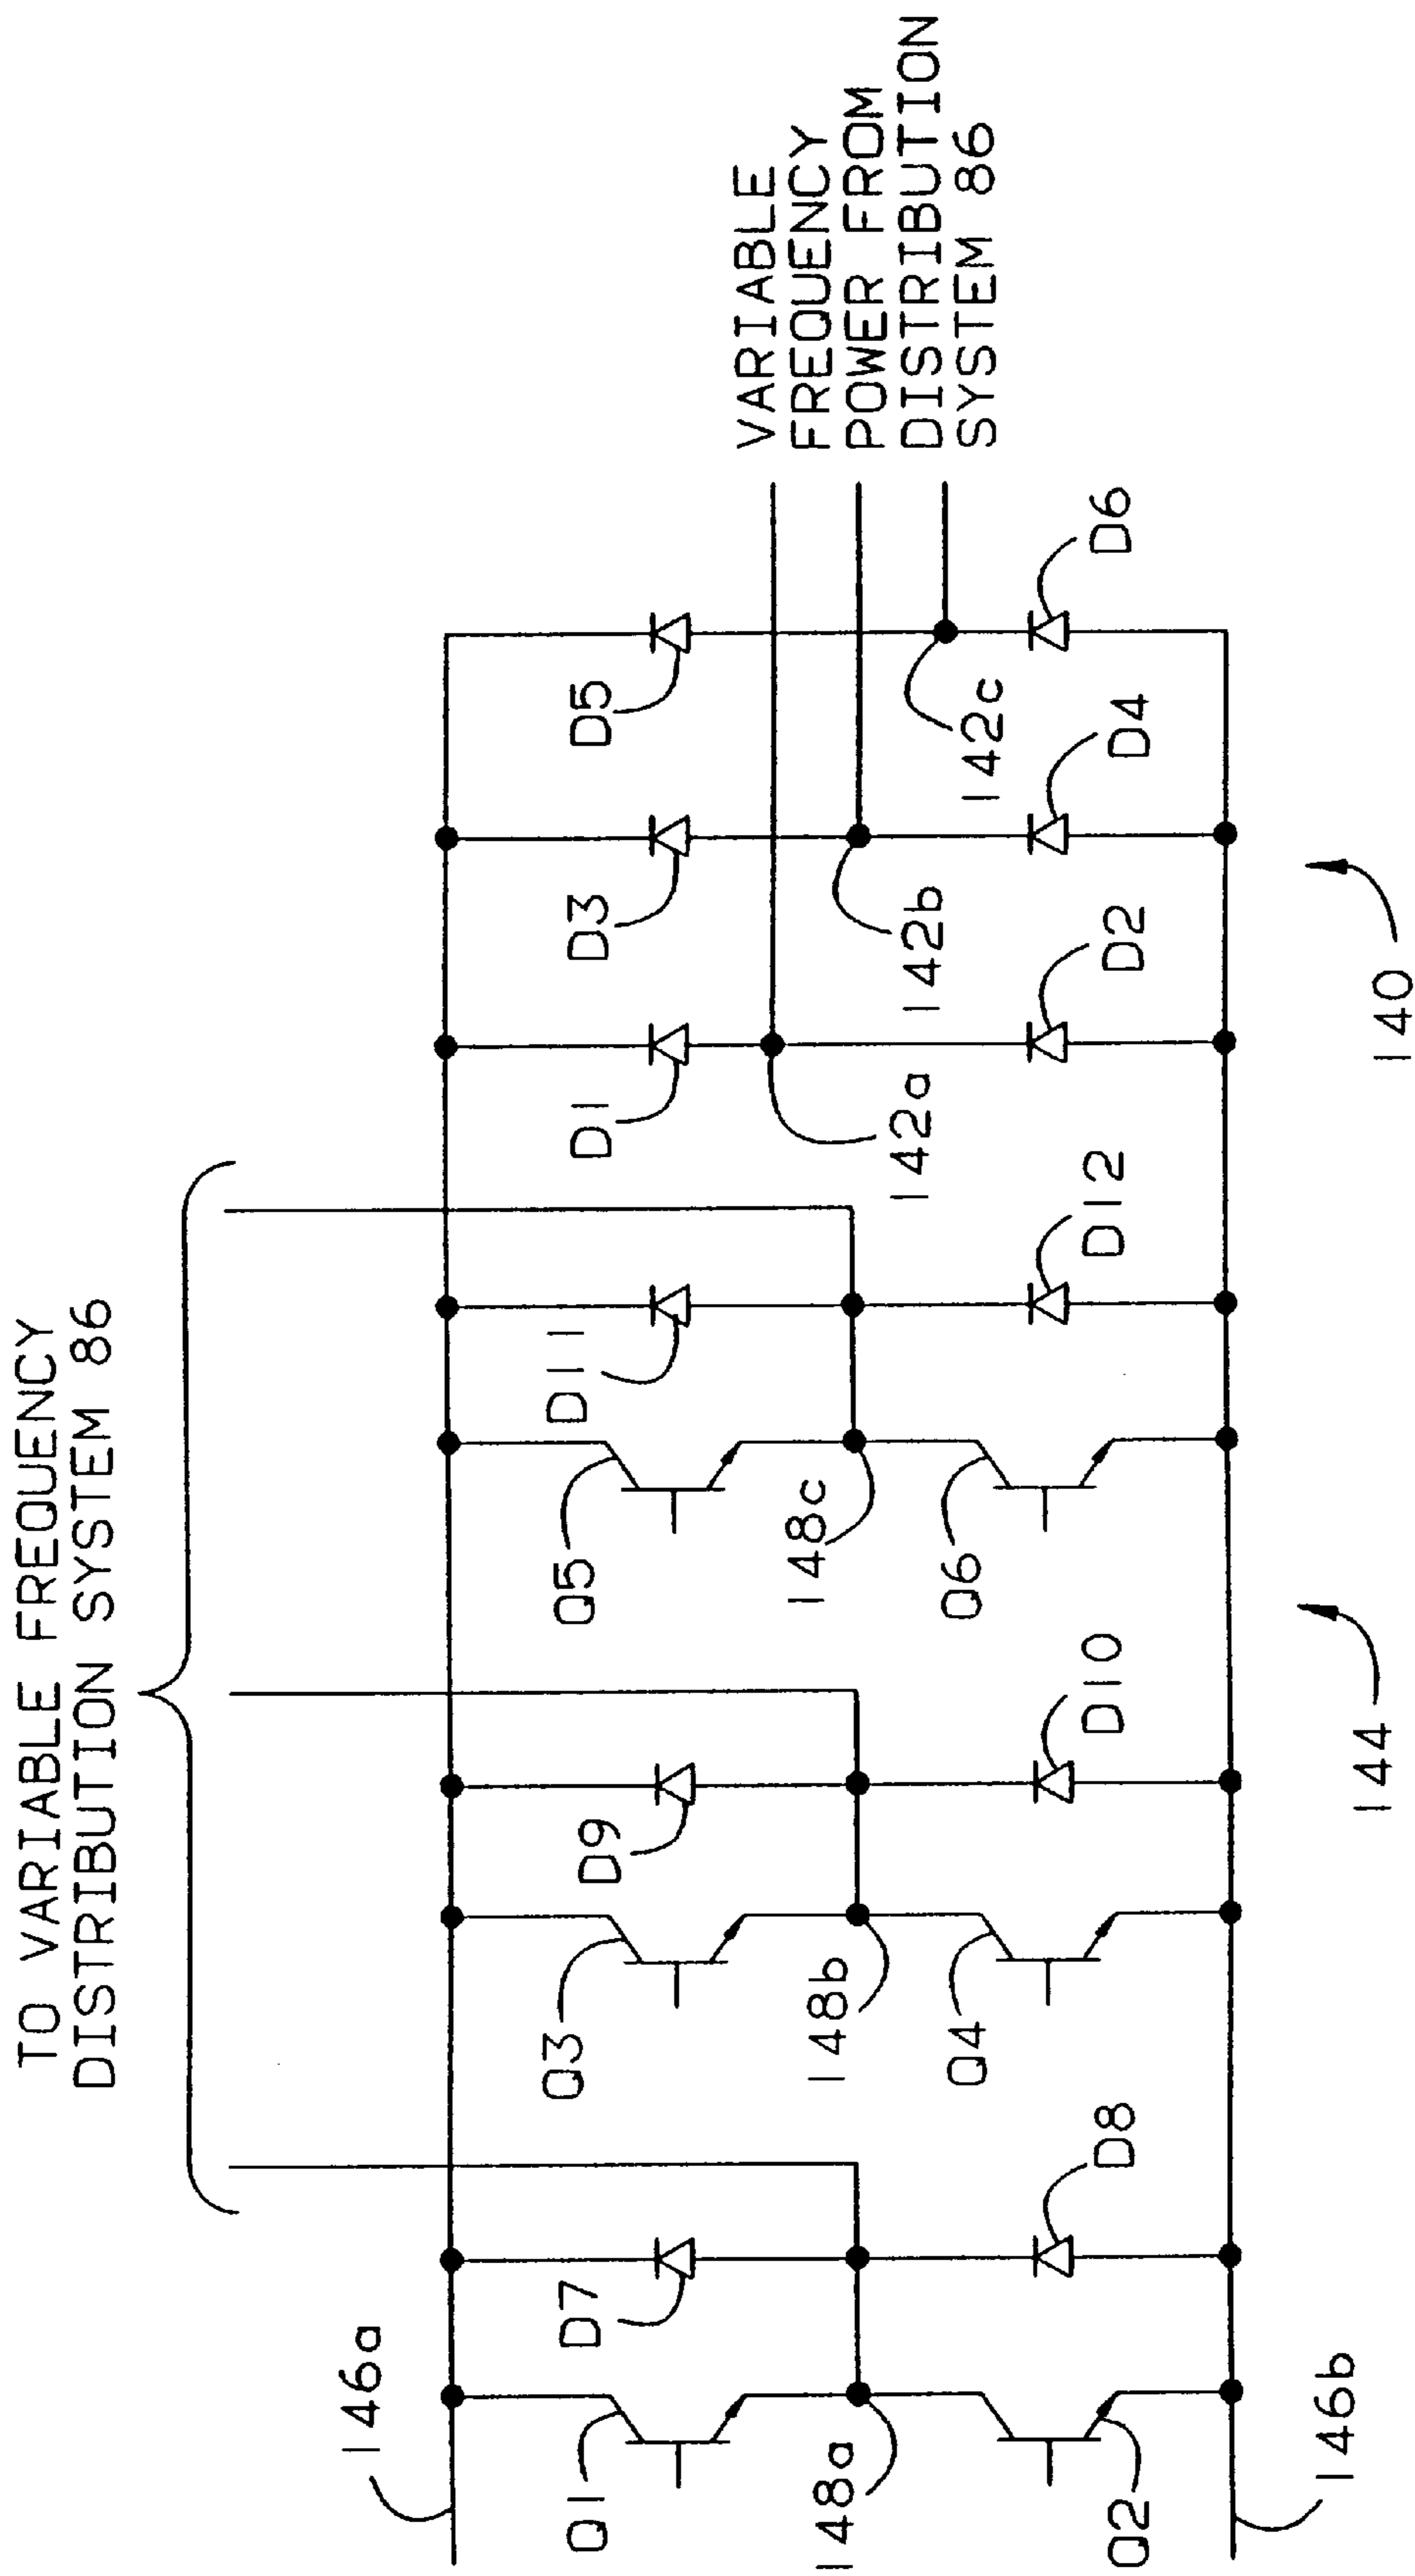 TO VARIABLE FREQUENCY
DISTRIBUTION SYSTEM 86
146a
Q1
D7
Q3
D9
Q5
D11
D1
D3
D5
VARIABLE
FREQUENCY
POWER FROM
DISTRIBUTION
SYSTEM 86
148a
148b
148c
142a
142b
142c
Q2
D8
Q4
D10
Q6
D12
D2
D4
D6
146b
144
140